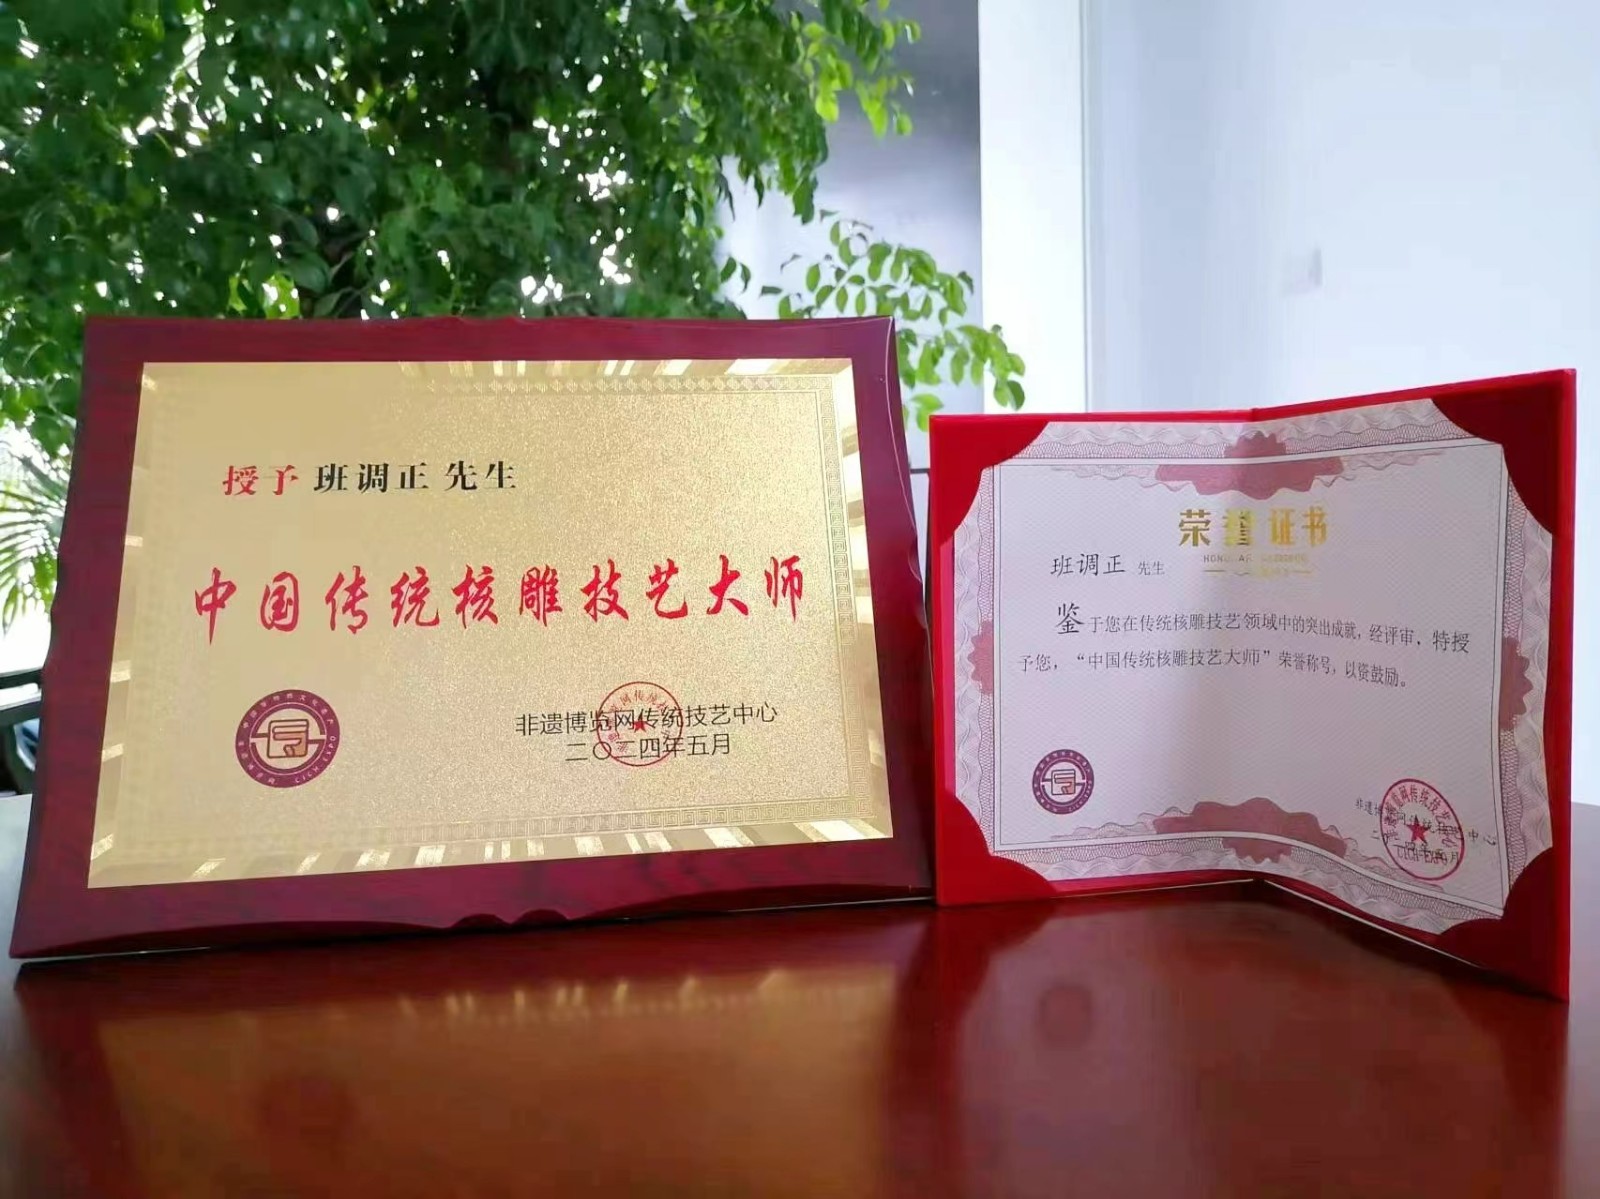 授予 班调正 先生
中国传统核雕技艺大师
非遗博览网传统技艺中心
二〇二四年五月
荣誉证书
班调正 先生
鉴于您在传统核雕技艺领域中的突出成就，经评审，特授
予您，“中国传统核雕技艺大师”荣誉称号，以资鼓励。